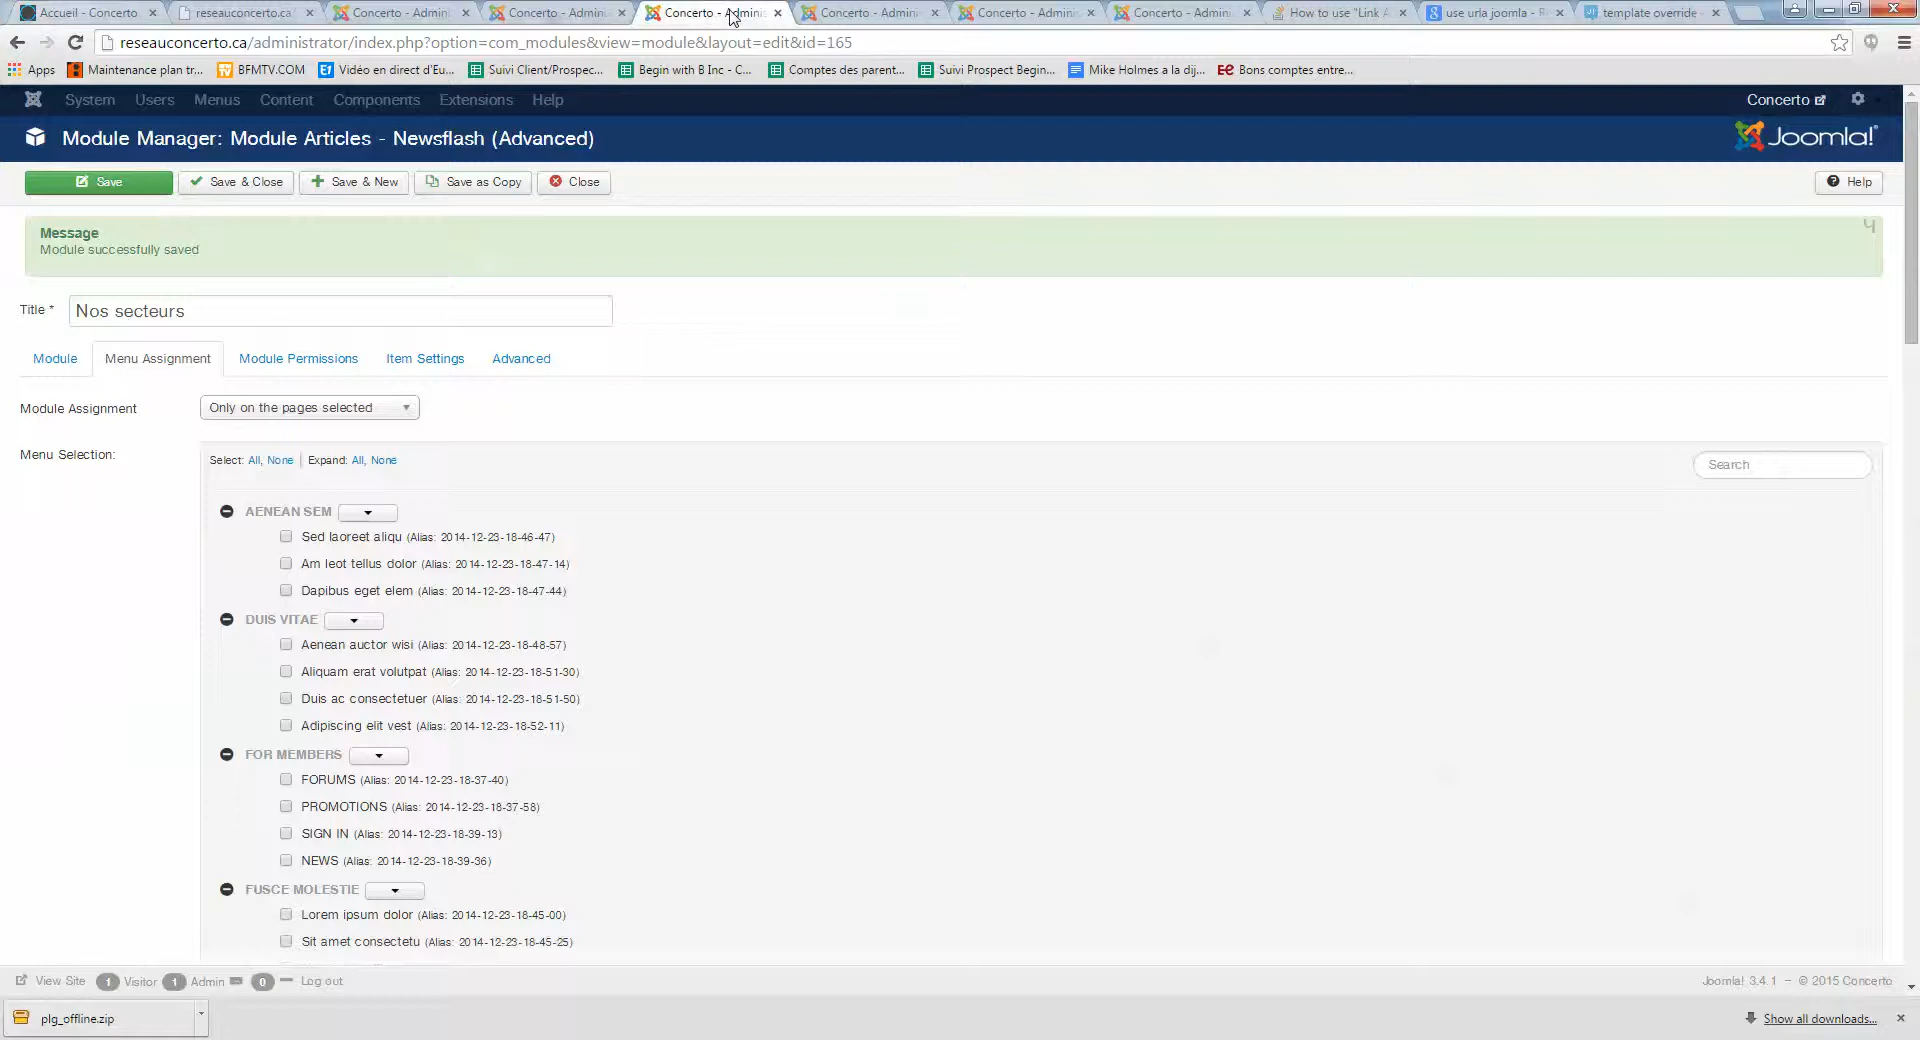 Accueil - Concerto
reseauconcerto.ca
Concerto - Admini
Concerto - Admini
Concerto - Admini
Concerto - Admini
Concerto - Admini
Concerto - Admini
How to use "Link A
use urla joomla - R
template override
reseauconcerto.ca/administrator/index.php?option=com_modules&view=module&layout=edit&id=165
Apps
Maintenance plan tr...
BFMTV.COM
Vidéo en direct d'Eu...
Suivi Client/Prospec...
Begin with B Inc - C...
Comptes des parent...
Suivi Prospect Begin...
Mike Holmes a la dij...
Bons comptes entre...
System Users Menus Content Components Extensions Help
Concerto
Module Manager: Module Articles - Newsflash (Advanced)
Joomla!
Save
Save & Close
Save & New
Save as Copy
Close
Help
Message
Module successfully saved
Title *
Nos secteurs
Module
Menu Assignment
Module Permissions
Item Settings
Advanced
Module Assignment
Only on the pages selected
Menu Selection:
Select: All, None | Expand: All, None
Search
AENEAN SEM
Sed laoreet aliqu (Alias: 2014-12-23-18-46-47)
Am leot tellus dolor (Alias: 2014-12-23-18-47-14)
Dapibus eget elem (Alias: 2014-12-23-18-47-44)
DUIS VITAE
Aenean auctor wisi (Alias: 2014-12-23-18-48-57)
Aliquam erat volutpat (Alias: 2014-12-23-18-51-30)
Duis ac consectetuer (Alias: 2014-12-23-18-51-50)
Adipiscing elit vest (Alias: 2014-12-23-18-52-11)
FOR MEMBERS
FORUMS (Alias: 2014-12-23-18-37-40)
PROMOTIONS (Alias: 2014-12-23-18-37-58)
SIGN IN (Alias: 2014-12-23-18-39-13)
NEWS (Alias: 2014-12-23-18-39-36)
FUSCE MOLESTIE
Lorem ipsum dolor (Alias: 2014-12-23-18-45-00)
Sit amet consectetu (Alias: 2014-12-23-18-45-25)
View Site 1 Visitor 1 Admin 0 Log out
Joomla! 3.4.1 – © 2015 Concerto
plg_offline.zip
Show all downloads...